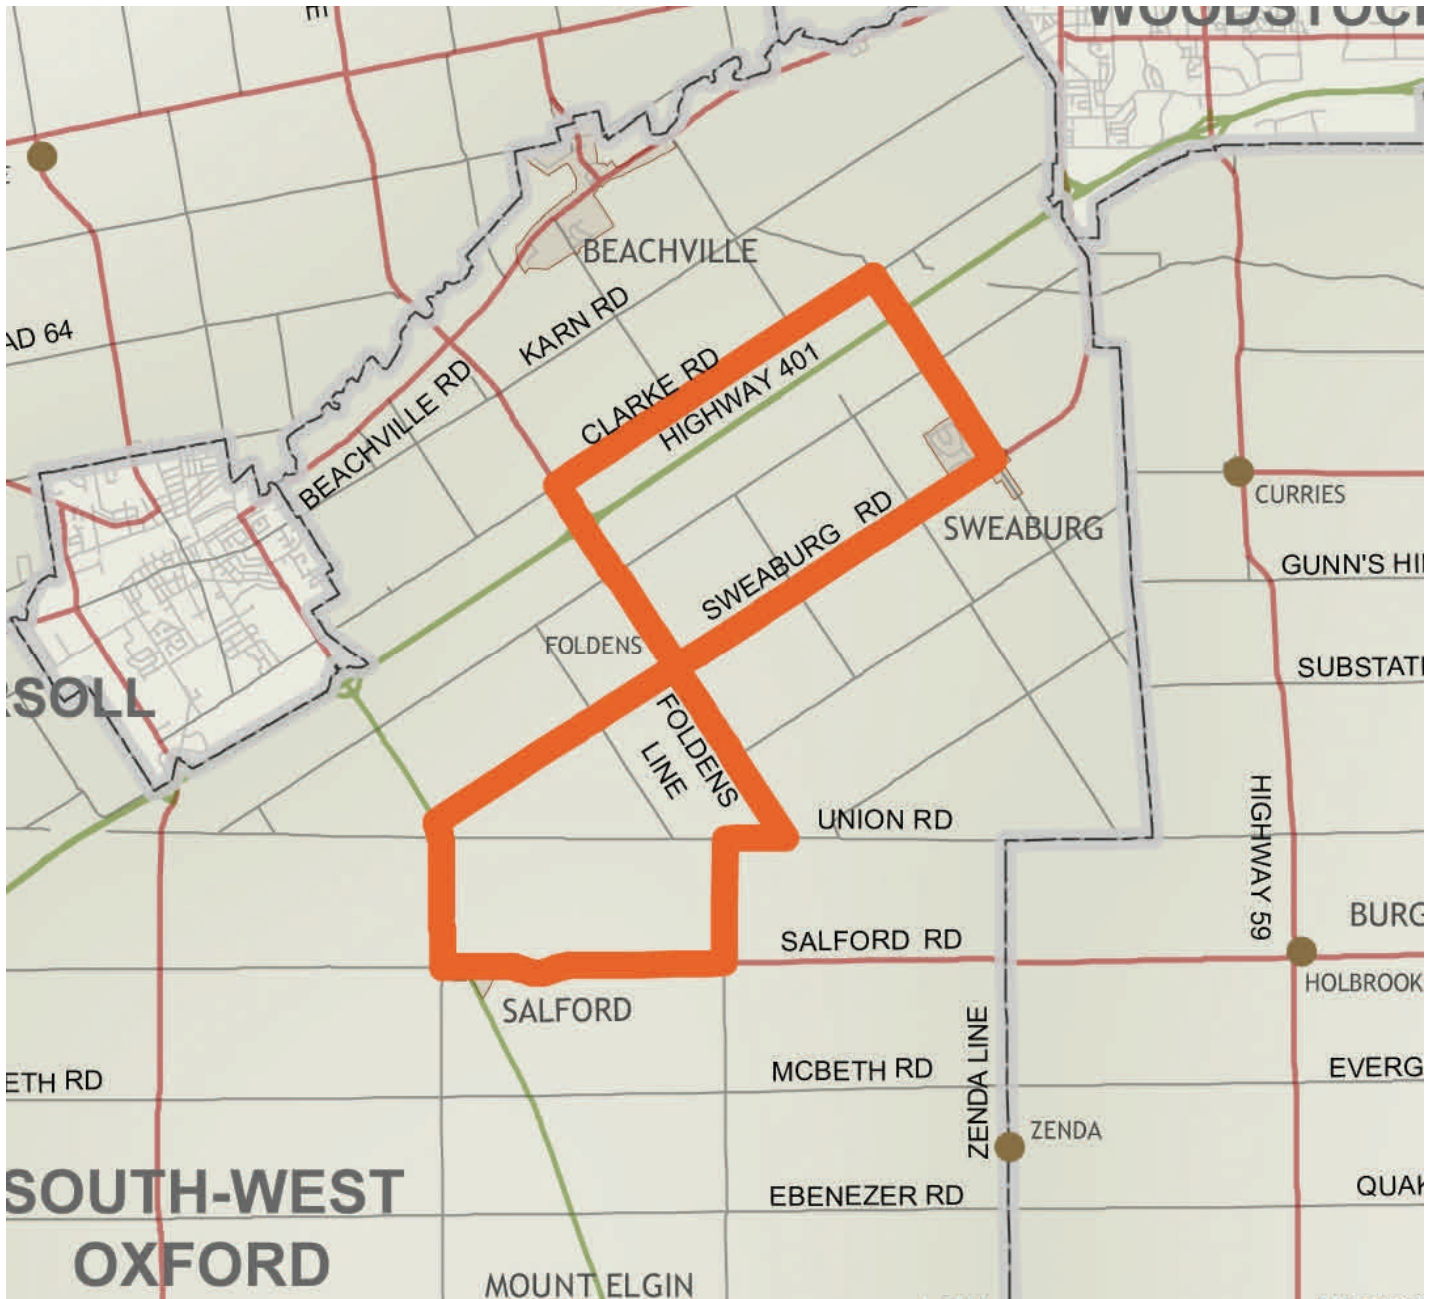 BEACHVILLE
KARN RD
AD 64
CLARKE RD
HIGHWAY 401
BEACHVILLE RD
CURRIES
SWEABURG RD
SWEABURG
GUNN'S HI
FOLDENS
SUBSTAT
SOLL
FOLDENS
LINE
UNION RD
HIGHWAY 59
BURG
SALFORD RD
HOLBROOK
SALFORD
ZENDA LINE
MCBETH RD
EVERG
ETH RD
ZENDA
SOUTH-WEST
OXFORD
EBENEZER RD
QUAK
MOUNT ELGIN